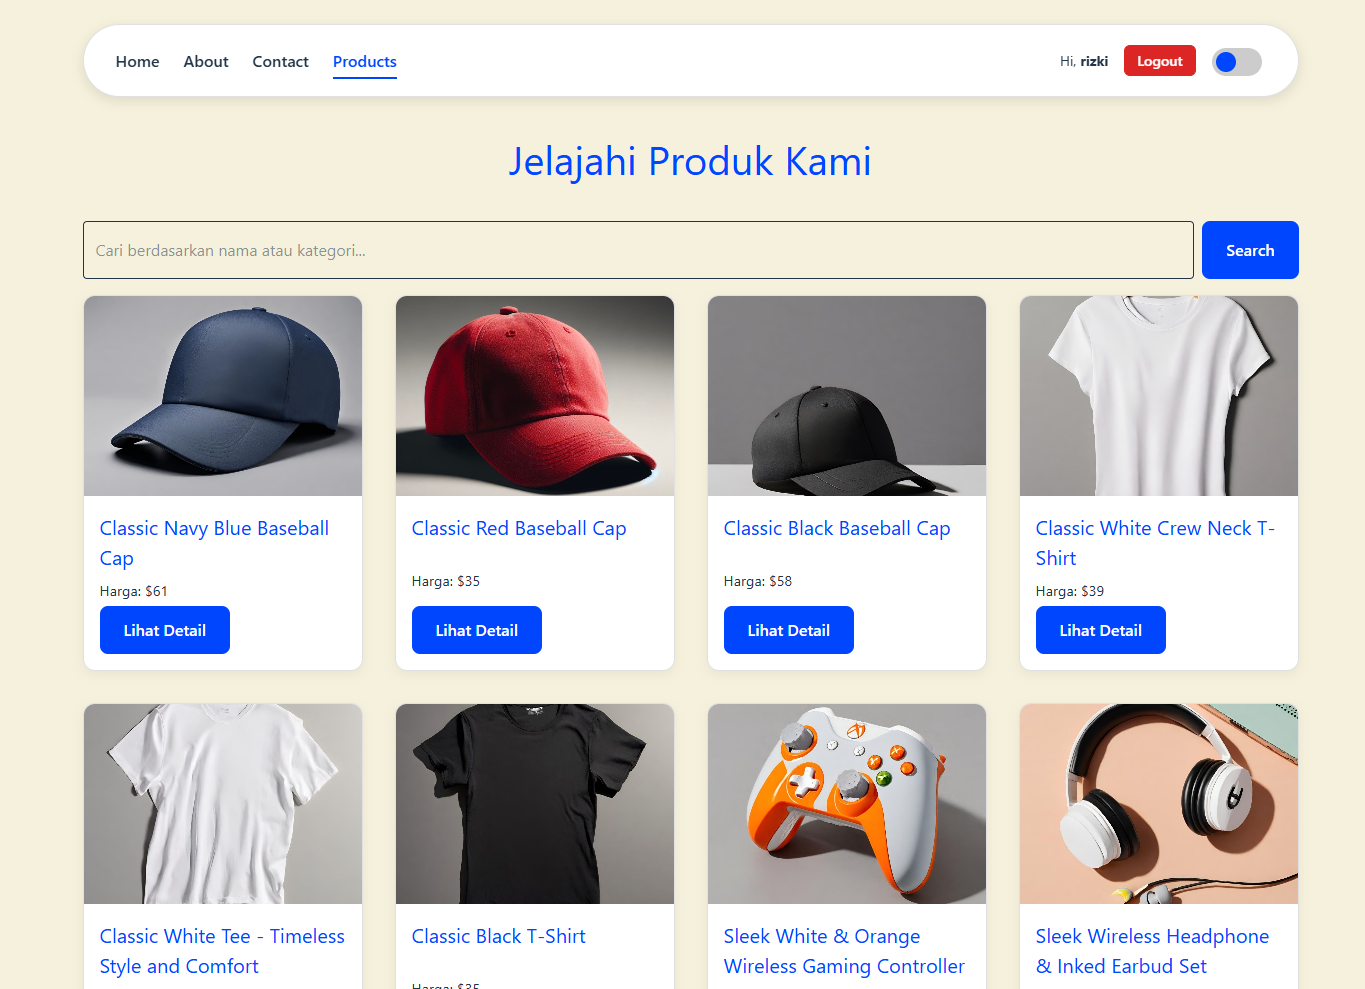 Home About Contact Products Hi, rizki Logout
Jelajahi Produk Kami
Cari berdasarkan nama atau kategori...
Search
Classic Navy Blue Baseball
Cap
Harga: $61
Lihat Detail
Classic Red Baseball Cap
Harga: $35
Lihat Detail
Classic Black Baseball Cap
Harga: $58
Lihat Detail
Classic White Crew Neck T-
Shirt
Harga: $39
Lihat Detail
Classic White Tee - Timeless
Style and Comfort
Classic Black T-Shirt
Harga: $35
Sleek White & Orange
Wireless Gaming Controller
Sleek Wireless Headphone
& Inked Earbud Set